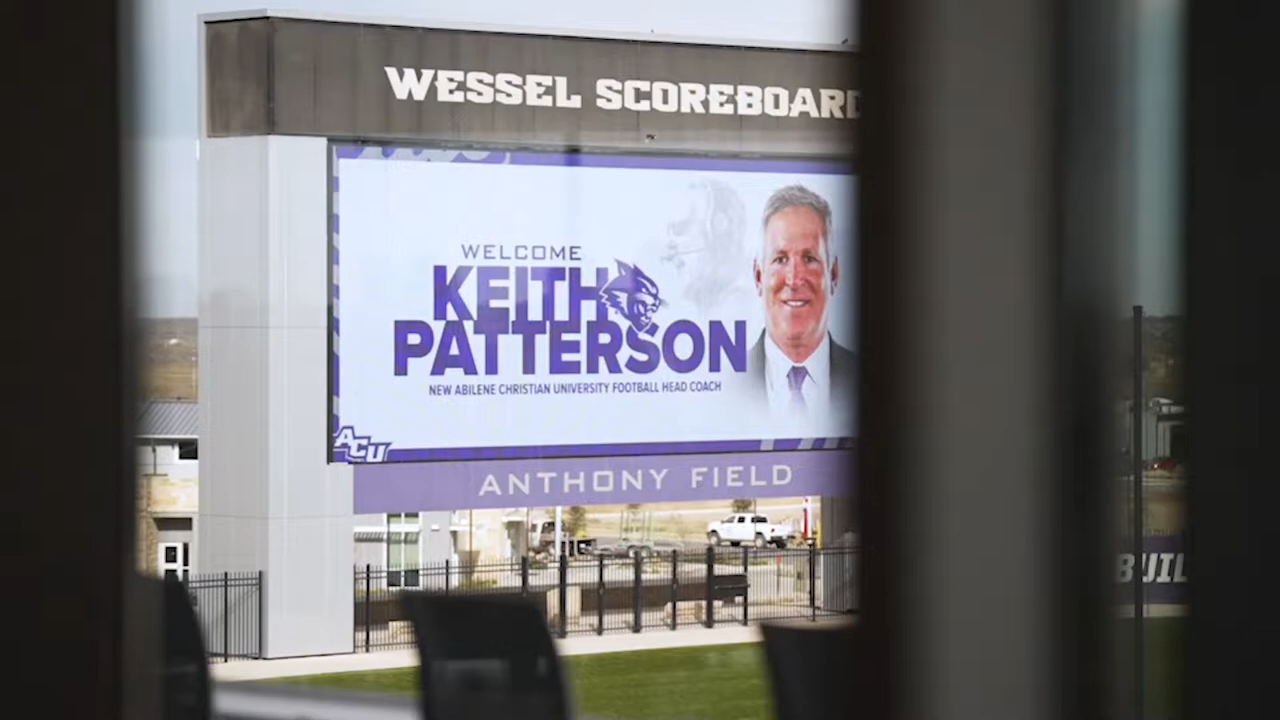 WESSEL SCOREBOARD
WELCOME
KEITH
PATTERSON
NEW ABILENE CHRISTIAN UNIVERSITY FOOTBALL HEAD COACH
ACU
ANTHONY FIELD
BUIL